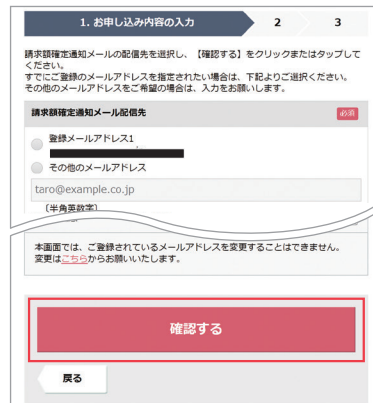 1. お申し込み内容の入力
2
3
請求額確定通知メールの配信先を選択し、【確認する】をクリックまたはタップして
ください。
すでにご登録のメールアドレスを指定されたい場合は、下記よりご選択ください。
その他のメールアドレスをご希望の場合は、入力をお願いします。
請求額確定通知メール配信先
必須
登録メールアドレス1
その他のメールアドレス
taro@example.co.jp
［半角英数字］
本画面では、ご登録されているメールアドレスを変更することはできません。
変更はこちらからお願いいたします。
確認する
戻る